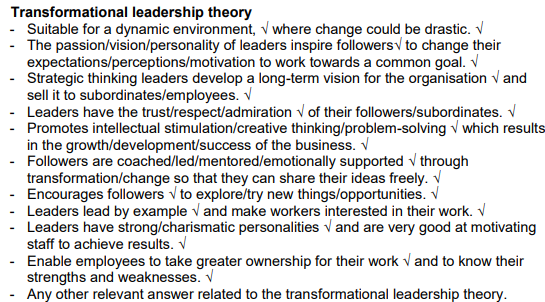 Transformational leadership theory
- Suitable for a dynamic environment, √ where change could be drastic. √
- The passion/vision/personality of leaders inspire followers√ to change their
expectations/perceptions/motivation to work towards a common goal. √
- Strategic thinking leaders develop a long-term vision for the organisation √ and
sell it to subordinates/employees. √
- Leaders have the trust/respect/admiration √ of their followers/subordinates. √
- Promotes intellectual stimulation/creative thinking/problem-solving √ which results
in the growth/development/success of the business. √
- Followers are coached/led/mentored/emotionally supported √ through
transformation/change so that they can share their ideas freely. √
- Encourages followers √ to explore/try new things/opportunities. √
- Leaders lead by example √ and make workers interested in their work. √
- Leaders have strong/charismatic personalities √ and are very good at motivating
staff to achieve results. √
- Enable employees to take greater ownership for their work √ and to know their
strengths and weaknesses. √
- Any other relevant answer related to the transformational leadership theory.